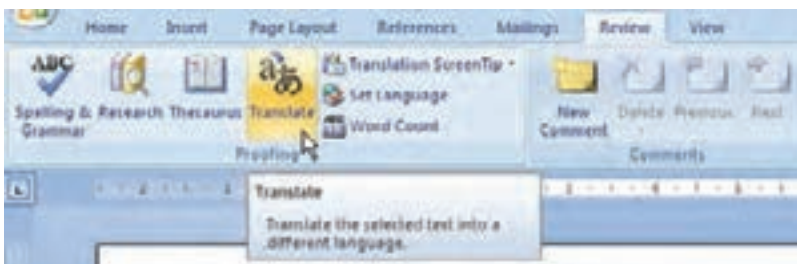 Home Insert Page Layout References Mailings Review View
ABC
Spelling & Grammar
Research
Thesaurus
Translate
Translation ScreenTip
Set Language
Word Count
Proofing
New Comment
Delete
Previous
Next
Comments
Translate
Translate the selected text into a
different language.